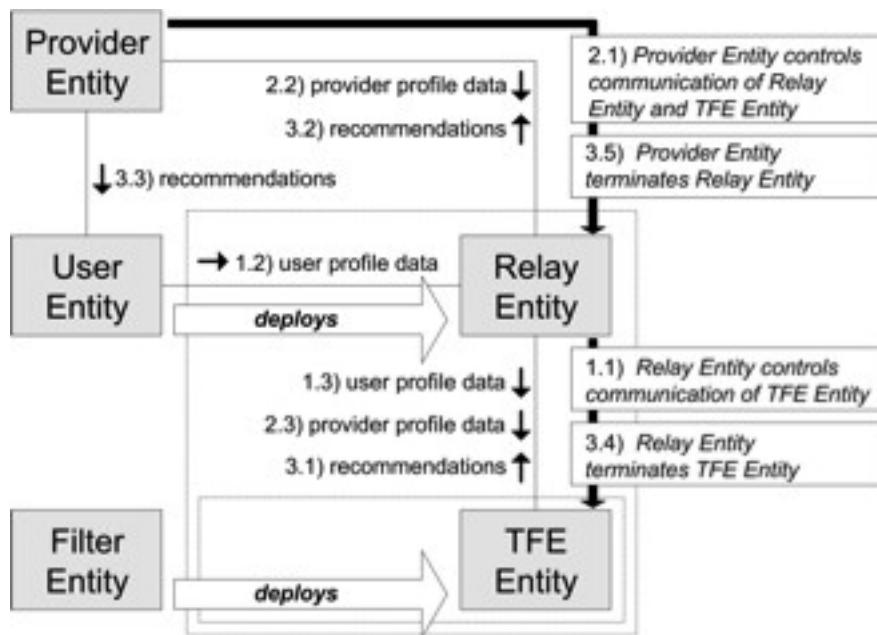 Provider
Entity
2.1) Provider Entity controls
communication of Relay
Entity and TFE Entity
2.2) provider profile data
3.2) recommendations
3.5) Provider Entity
terminates Relay Entity
3.3) recommendations
User
Entity
1.2) user profile data
deploys
Relay
Entity
1.3) user profile data
2.3) provider profile data
3.1) recommendations
1.1) Relay Entity controls
communication of TFE Entity
3.4) Relay Entity
terminates TFE Entity
Filter
Entity
deploys
TFE
Entity